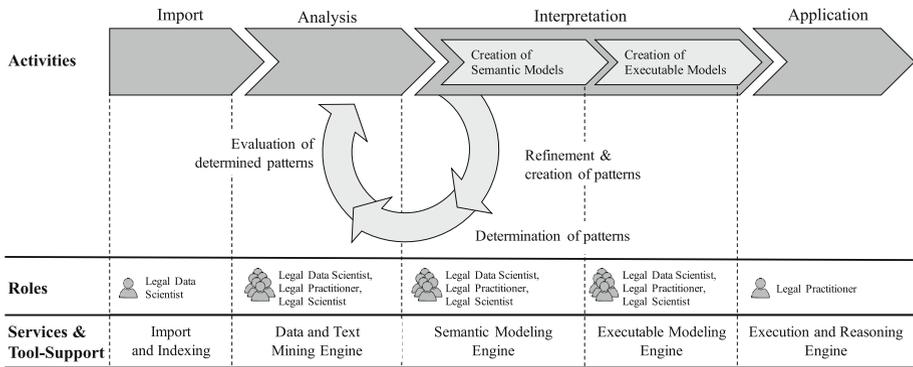 Import
Analysis
Interpretation
Application
Activities
Creation of
Semantic Models
Creation of
Executable Models
Evaluation of
determined patterns
Refinement &
creation of patterns
Determination of patterns
Roles
Legal Data
Scientist
Legal Data Scientist,
Legal Practitioner,
Legal Scientist
Legal Data Scientist,
Legal Practitioner,
Legal Scientist
Legal Data Scientist,
Legal Practitioner,
Legal Scientist
Legal Practitioner
Services &
Tool-Support
Import
and Indexing
Data and Text
Mining Engine
Semantic Modeling
Engine
Executable Modeling
Engine
Execution and Reasoning
Engine